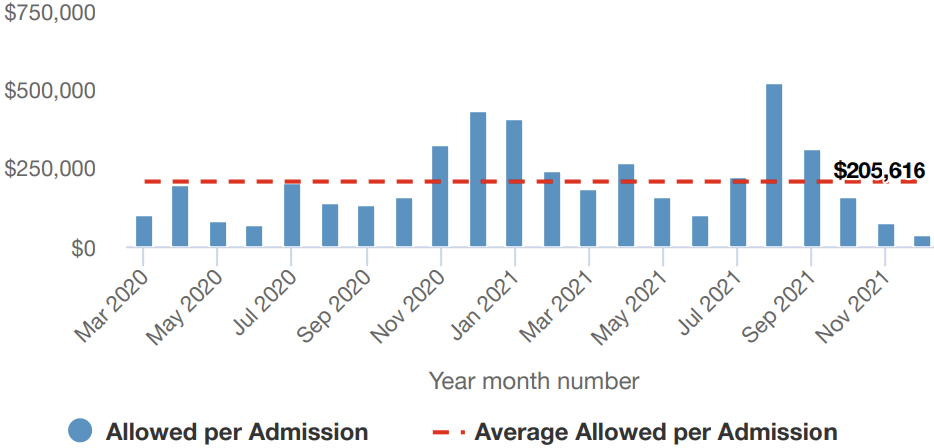 $750,000
$500,000
$250,000
$205,616
$0
Mar 2020
May 2020
Jul 2020
Sep 2020
Nov 2020
Jan 2021
Mar 2021
May 2021
Jul 2021
Sep 2021
Nov 2021
Year month number
Allowed per Admission
Average Allowed per Admission